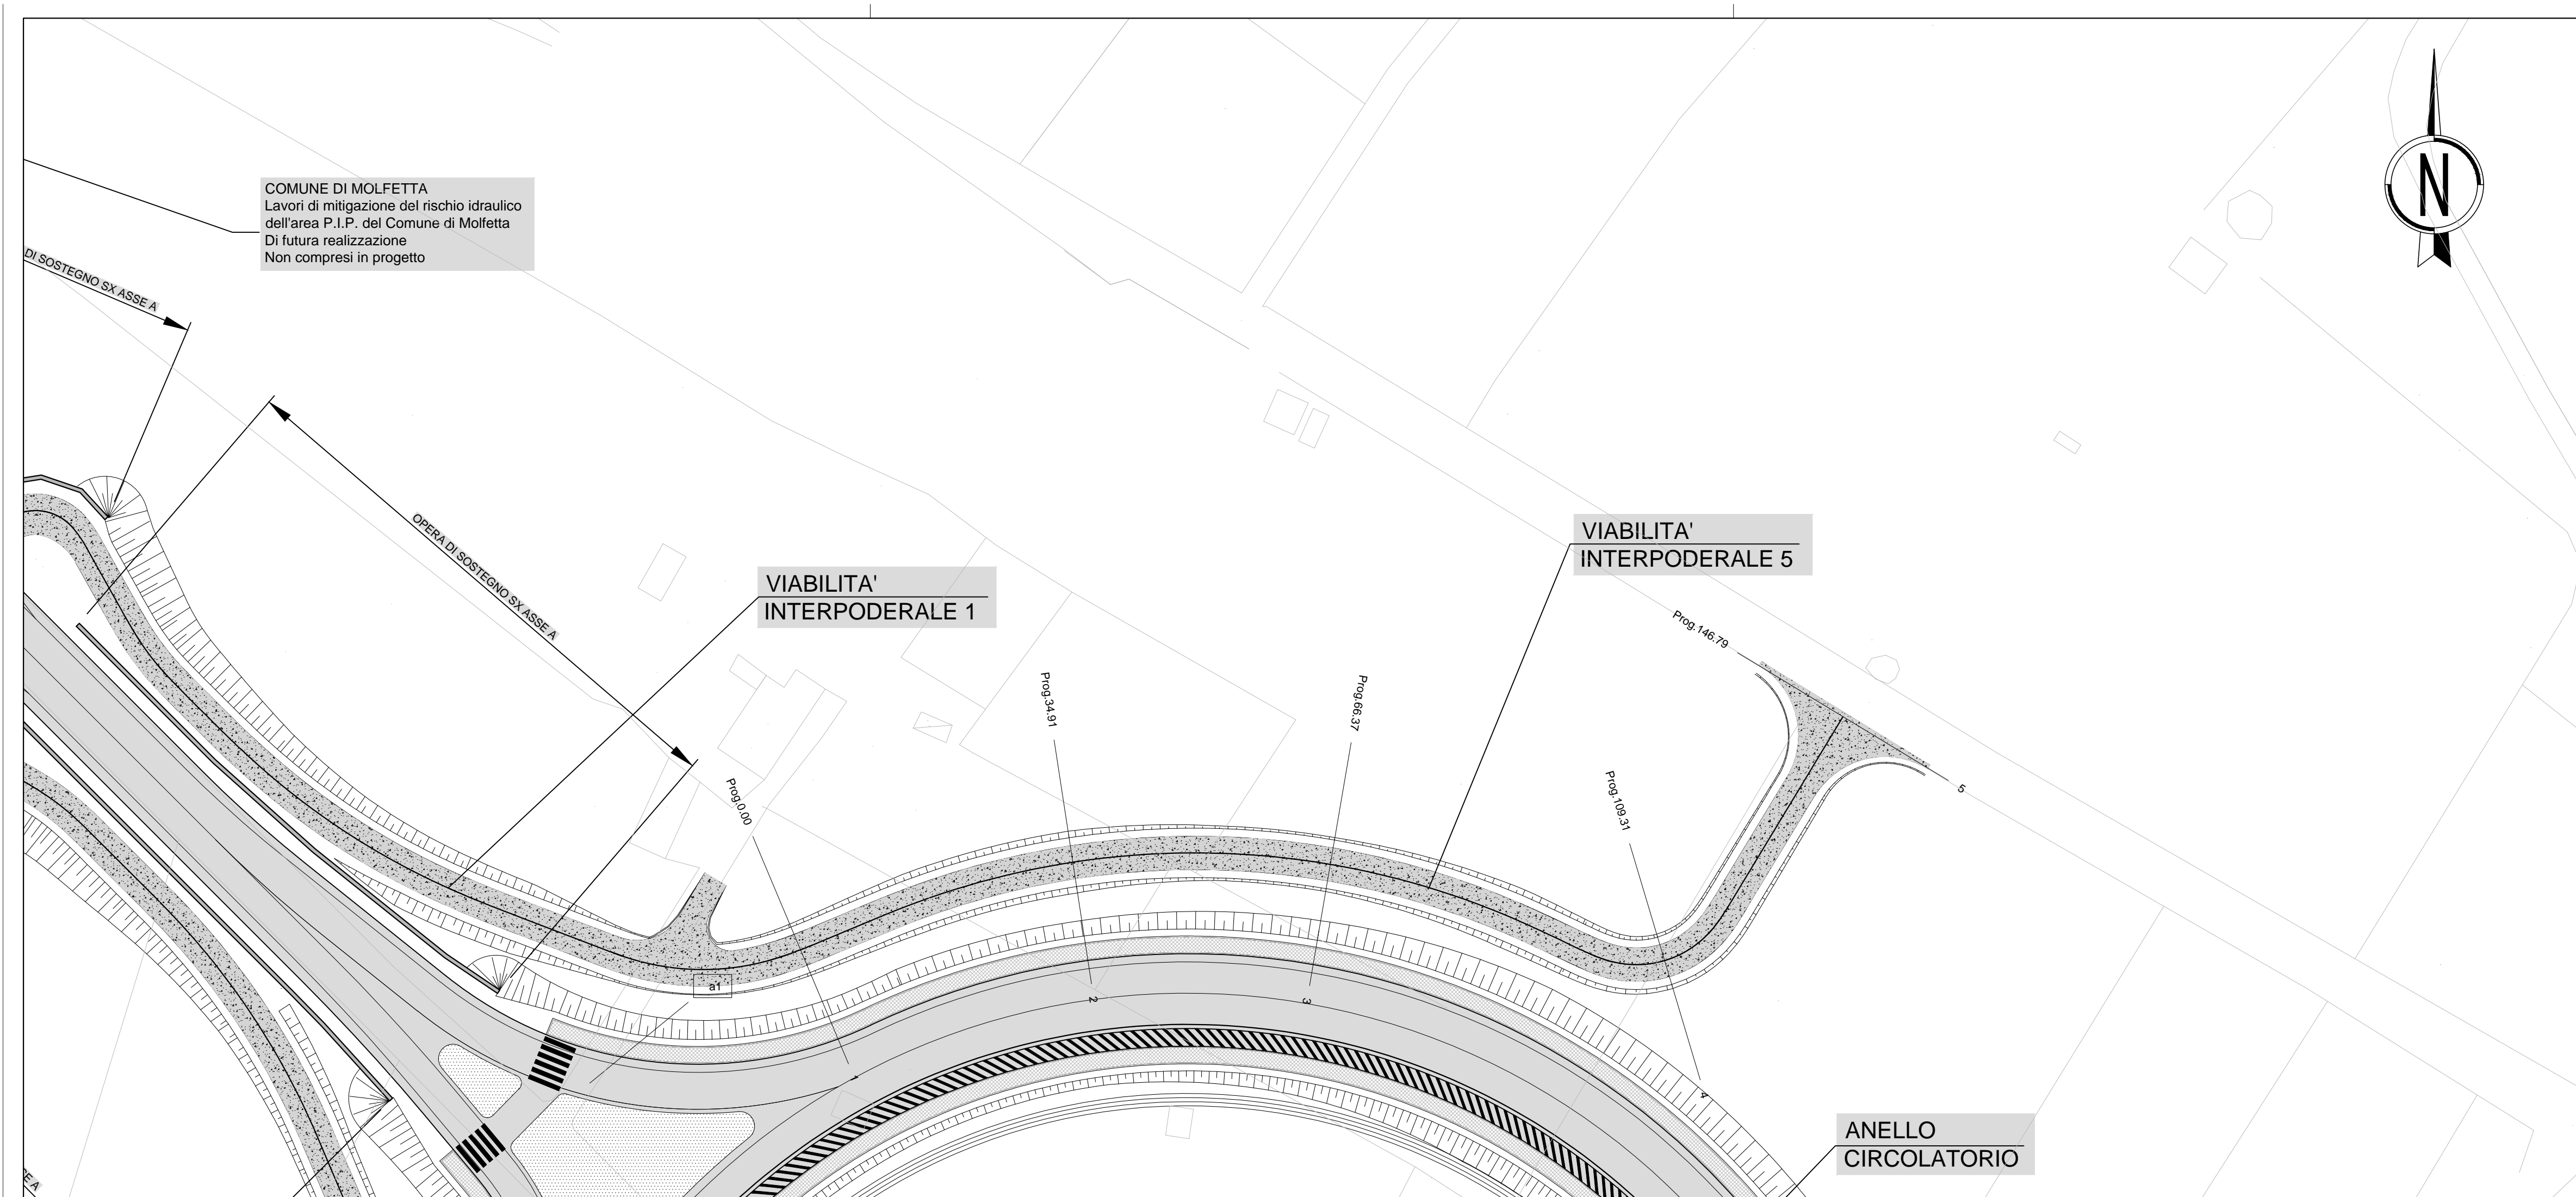 COMUNE DI MOLFETTA
Lavori di mitigazione del rischio idraulico
dell'area P.I.P. del Comune di Molfetta
Di futura realizzazione
Non compresi in progetto
N
DI SOSTEGNO SX ASSE A
OPERA DI SOSTEGNO SX ASSE A
VIABILITA'
INTERPODERALE 1
VIABILITA'
INTERPODERALE 5
Prog.146.79
Prog.34.91
Prog.66.37
Prog.0.00
Prog.109.31
5
a1
2
3
4
ANELLO
CIRCOLATORIO
E A